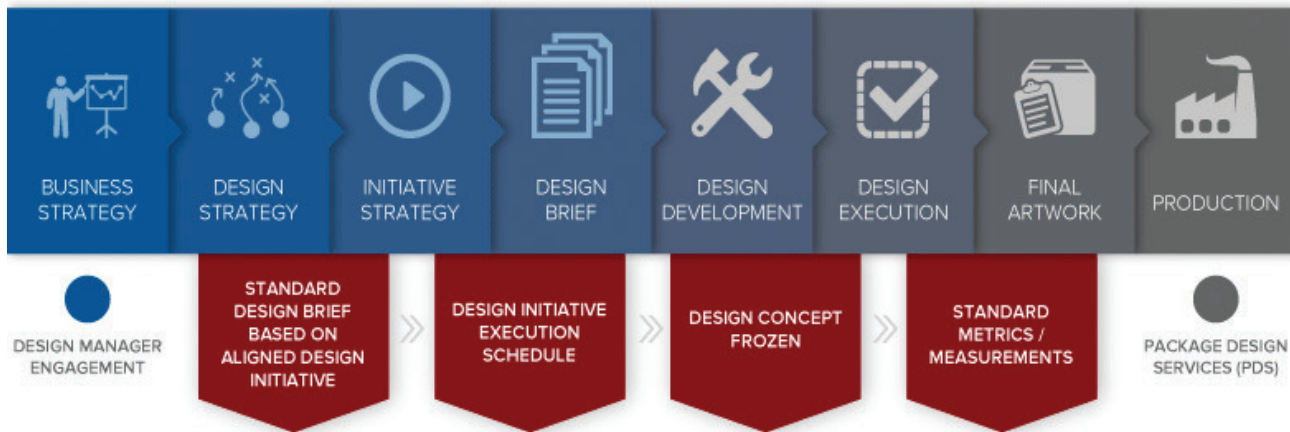 BUSINESS
STRATEGY
DESIGN
STRATEGY
INITIATIVE
STRATEGY
DESIGN
BRIEF
DESIGN
DEVELOPMENT
DESIGN
EXECUTION
FINAL
ARTWORK
PRODUCTION
DESIGN MANAGER
ENGAGEMENT
STANDARD
DESIGN BRIEF
BASED ON
ALIGNED DESIGN
INITIATIVE
DESIGN INITIATIVE
EXECUTION
SCHEDULE
DESIGN CONCEPT
FROZEN
STANDARD
METRICS /
MEASUREMENTS
PACKAGE DESIGN
SERVICES (PDS)